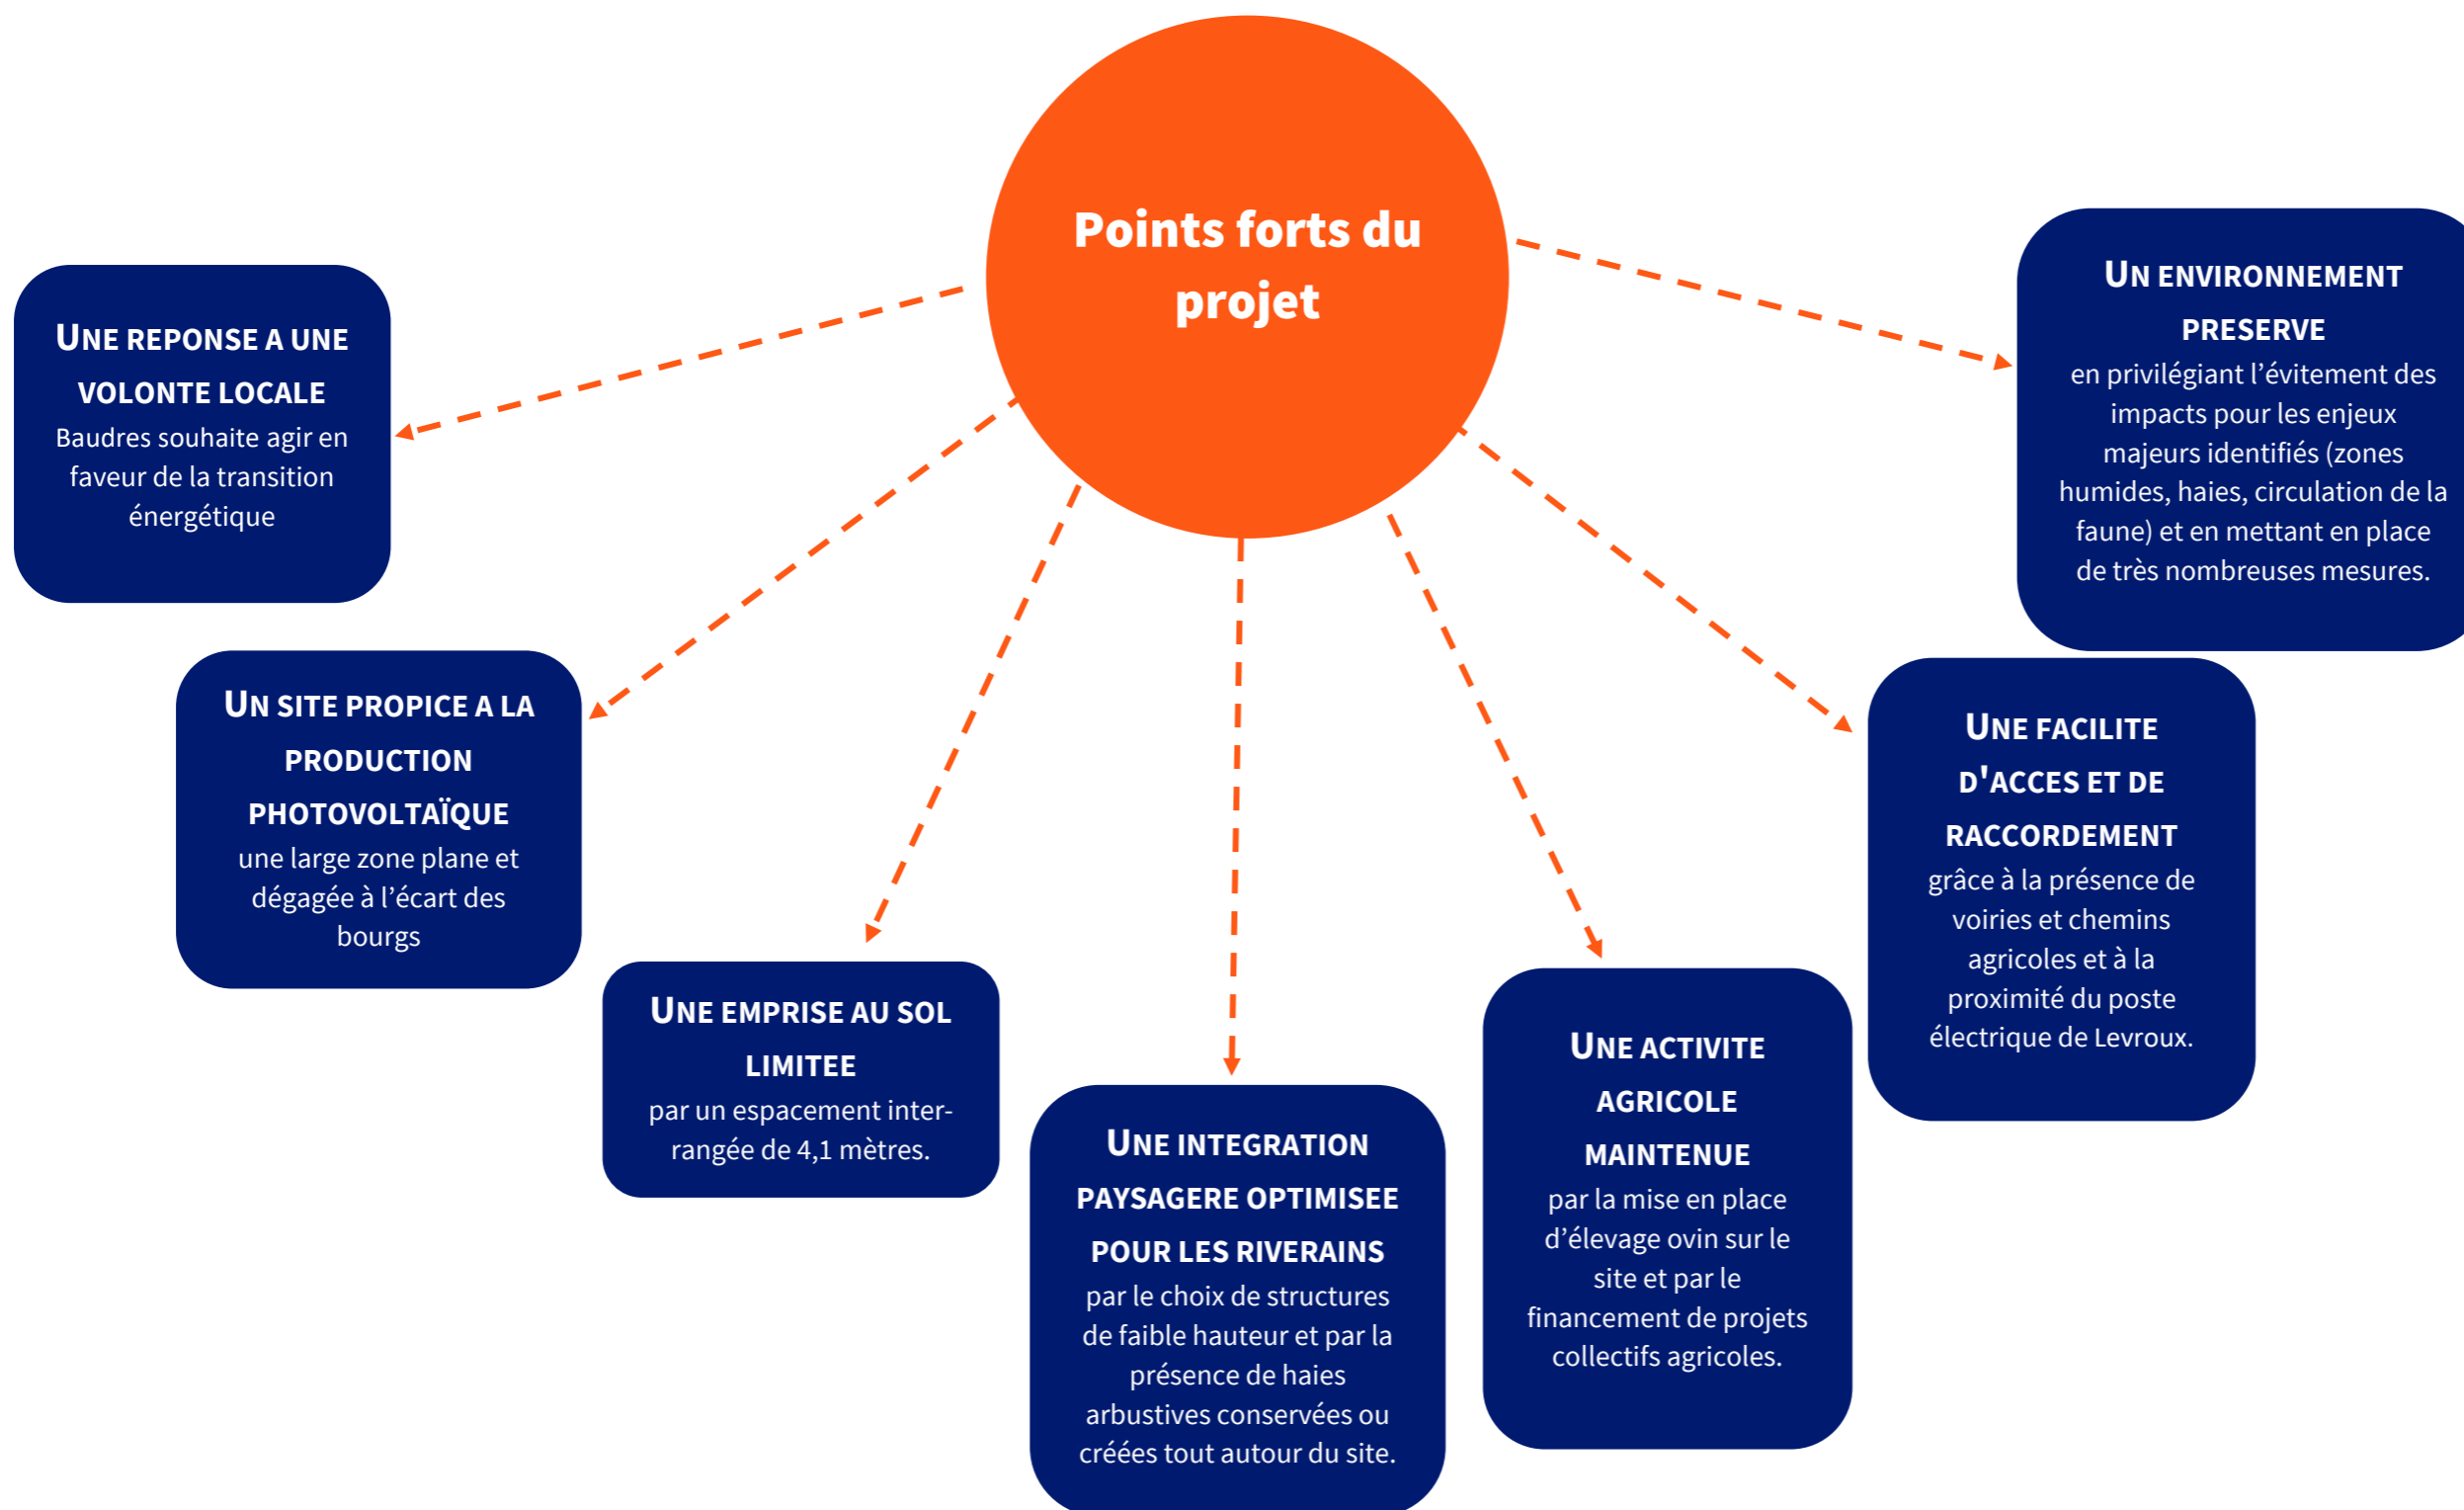 Points forts du
projet
UNE REPONSE A UNE
VOLONTE LOCALE
Baudres souhaite agir en
faveur de la transition
énergétique
UN SITE PROPICE A LA
PRODUCTION
PHOTOVOLTAÏQUE
une large zone plane et
dégagée à l’écart des
bourgs
UNE EMPRISE AU SOL
LIMITEE
par un espacement inter-
rangée de 4,1 mètres.
UNE INTEGRATION
PAYSAGERE OPTIMISEE
POUR LES RIVERAINS
par le choix de structures
de faible hauteur et par la
présence de haies
arbustives conservées ou
créées tout autour du site.
UNE ACTIVITE
AGRICOLE
MAINTENUE
par la mise en place
d’élevage ovin sur le
site et par le
financement de projets
collectifs agricoles.
UNE FACILITE
D'ACCES ET DE
RACCORDEMENT
grâce à la présence de
voiries et chemins
agricoles et à la
proximité du poste
électrique de Levroux.
UN ENVIRONNEMENT
PRESERVE
en privilégiant l’évitement des
impacts pour les enjeux
majeurs identifiés (zones
humides, haies, circulation de la
faune) et en mettant en place
de très nombreuses mesures.